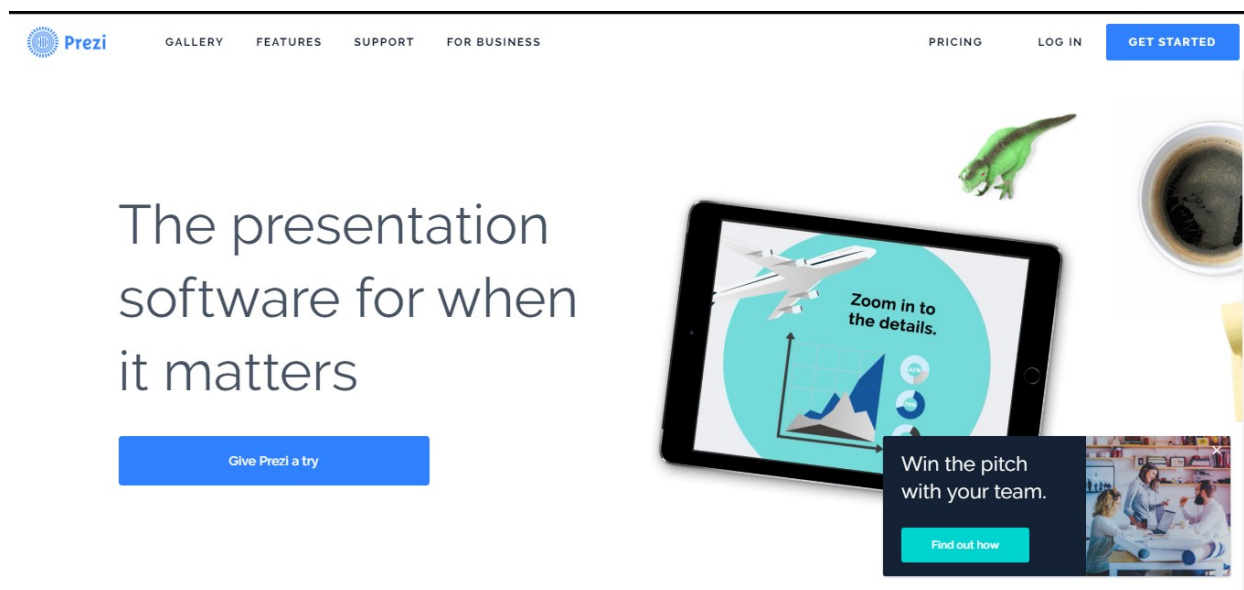 Prezi
GALLERY
FEATURES
SUPPORT
FOR BUSINESS
PRICING
LOG IN
GET STARTED
The presentation
software for when
it matters
Give Prezi a try
Zoom in to
the details.
Win the pitch
with your team.
Find out how